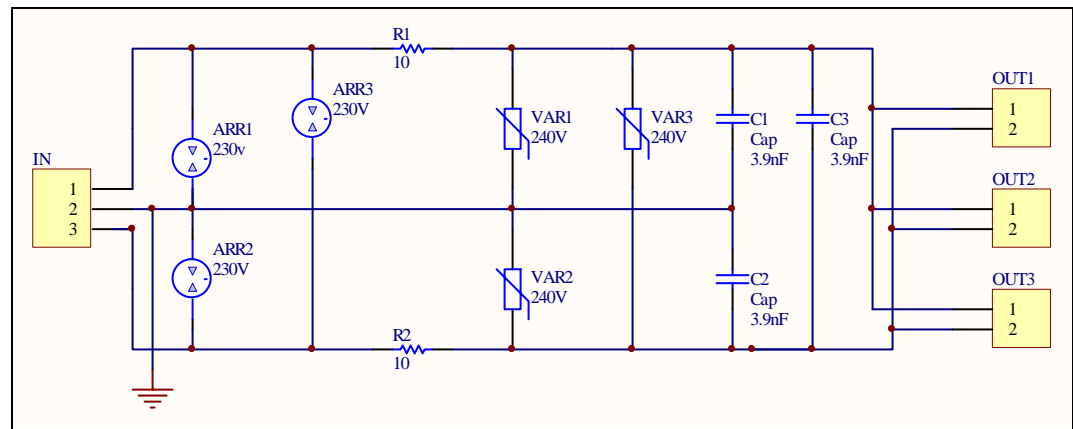 R1
10
OUT1
1
2
ARR3
230V
VAR1
240V
VAR3
240V
C1
Cap
3.9nF
C3
Cap
3.9nF
ARR1
230v
IN
1
2
3
OUT2
1
2
ARR2
230V
VAR2
240V
C2
Cap
3.9nF
OUT3
1
2
R2
10